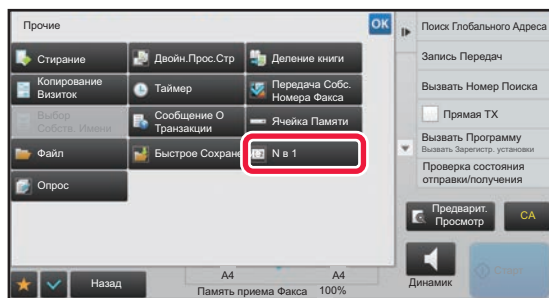 Прочие
OK
Стирание
Двойн.Прос.Стр
Деление книги
Копирование
Визиток
Таймер
Передача Собс.
Номера Факса
Выбор
Собств. Имени
Сообщение О
Транзакции
Ячейка Памяти
Файл
Быстрое Сохране
N в 1
Опрос
Назад
A4
A4
Память приема Факса 100%
Поиск Глобального Адреса
Запись Передач
Вызвать Номер Поиска
Прямая TX
Вызвать Программу
Вызвать Зарегистр. установки
Проверка состояния
отправки/получения
Предварит.
Просмотр
CA
Динамик
Старт